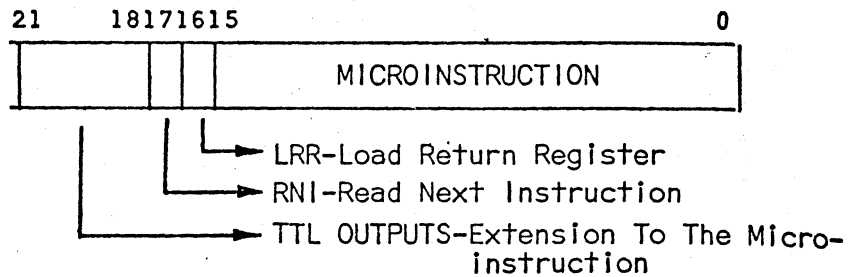 21 18171615 0
MICROINSTRUCTION
LRR-Load Return Register
RNI-Read Next Instruction
TTL OUTPUTS-Extension To The Micro-
instruction